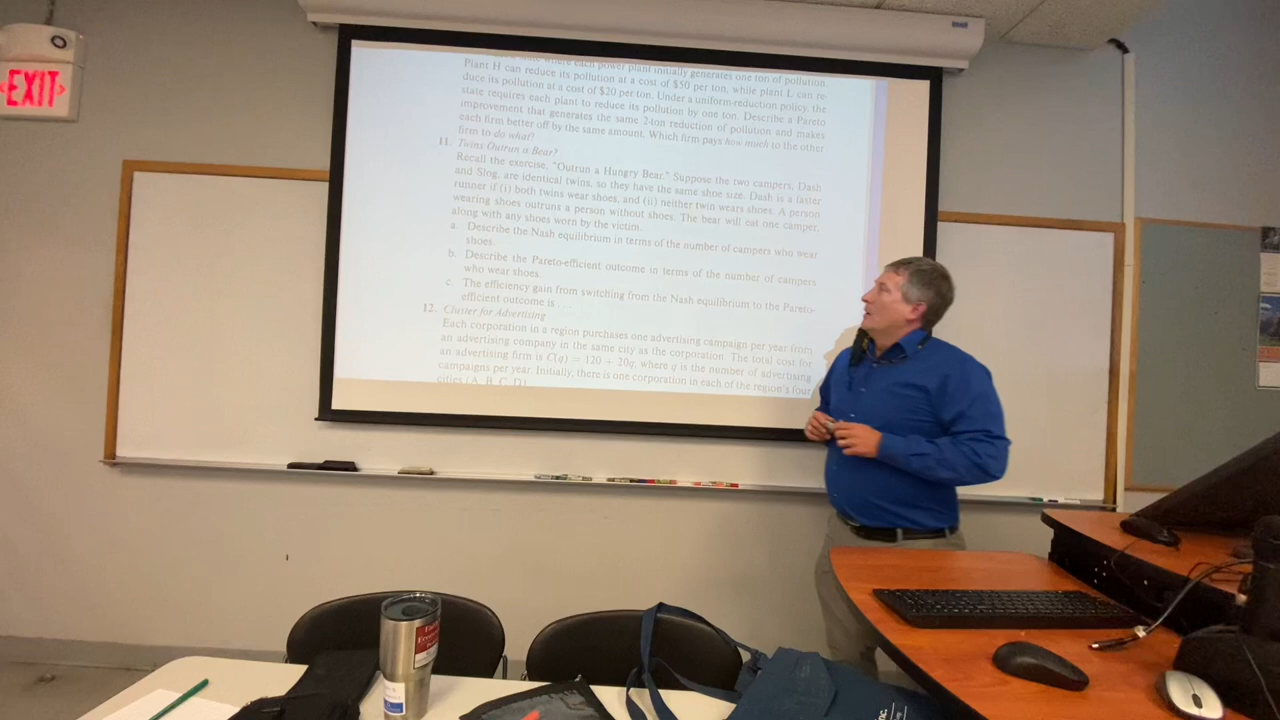 EXIT
where each power plant initially generates one ton of pollution.
Plant H can reduce its pollution at a cost of $50 per ton, while plant L can re-
duce its pollution at a cost of $20 per ton. Under a uniform-reduction policy, the
state requires each plant to reduce its pollution by one ton. Describe a Pareto
improvement that generates the same 2-ton reduction of pollution and makes
each firm better off by the same amount. Which firm pays how much to the other
firm to do what?
11. Twins Outrun a Bear?
Recall the exercise, "Outrun a Hungry Bear." Suppose the two campers, Dash
and Slog, are identical twins, so they have the same shoe size. Dash is a faster
runner if (i) both twins wear shoes, and (ii) neither twin wears shoes. A person
wearing shoes outruns a person without shoes. The bear will eat one camper,
along with any shoes worn by the victim.
a. Describe the Nash equilibrium in terms of the number of campers who wear
shoes.
b. Describe the Pareto-efficient outcome in terms of the number of campers
who wear shoes.
c. The efficiency gain from switching from the Nash equilibrium to the Pareto-
efficient outcome is . . .
12. Cluster for Advertising
Each corporation in a region purchases one advertising campaign per year from
an advertising company in the same city as the corporation. The total cost for
an advertising firm is C(q) = 120 + 20q, where q is the number of advertising
campaigns per year. Initially, there is one corporation in each of the region's four
cities (A, B, C, D)
nc.